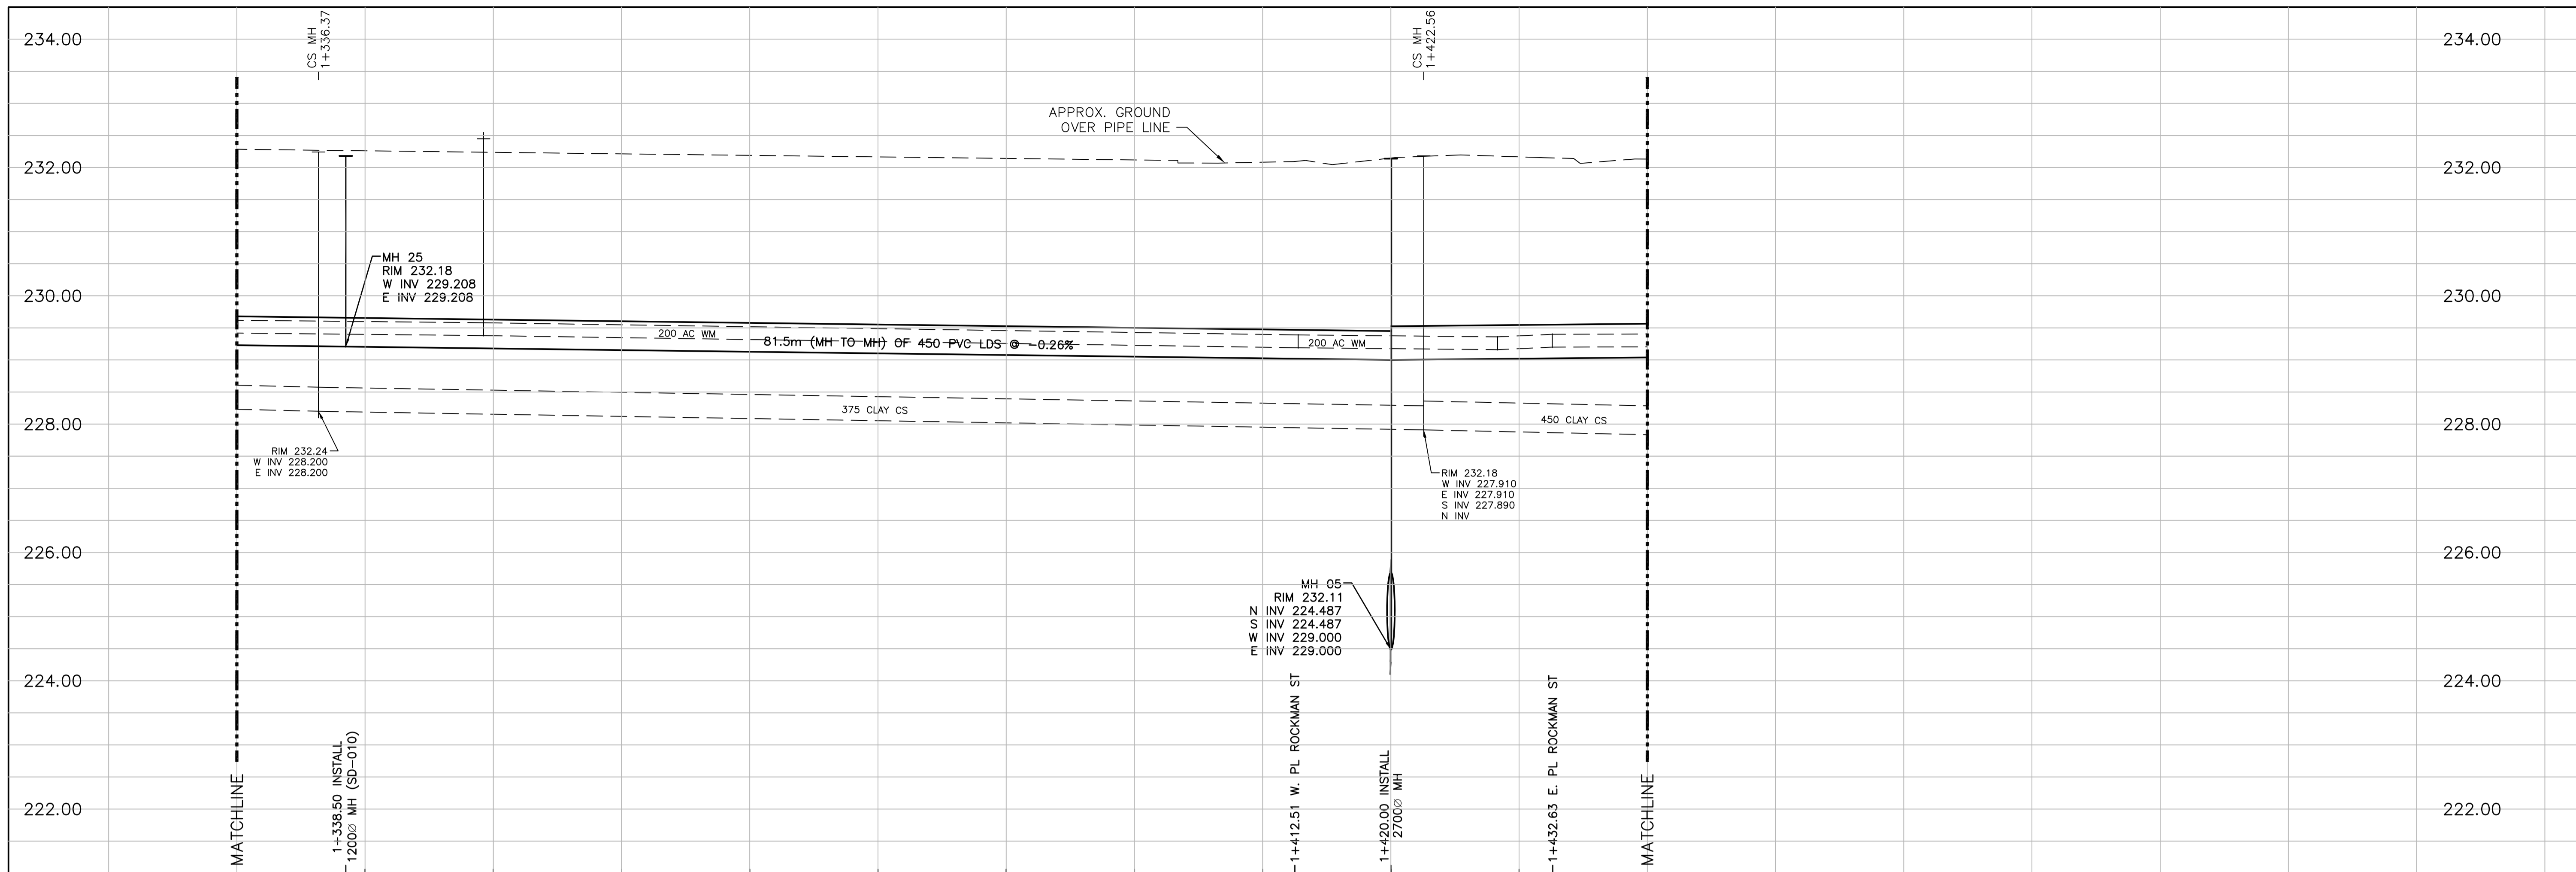 234.00
CS MH
1+336.37
CS MH
1+422.56
234.00
APPROX. GROUND
OVER PIPE LINE
232.00
232.00
MH 25
RIM 232.18
W INV 229.208
E INV 229.208
230.00
230.00
200 AC WM
81.5m (MH TO MH) OF 450 PVC LDS @ -0.26%
200 AC WM
375 CLAY CS
450 CLAY CS
228.00
228.00
RIM 232.24
W INV 228.200
E INV 228.200
RIM 232.18
W INV 227.910
E INV 227.910
S INV 227.890
N INV
226.00
226.00
MH 05
RIM 232.11
N INV 224.487
S INV 224.487
W INV 229.000
E INV 229.000
224.00
224.00
222.00
MATCHLINE
1+338.50 INSTALL
1200∅ MH (SD-010)
1+412.51 W. PL ROCKMAN ST
1+420.00 INSTALL
2700∅ MH
1+432.63 E. PL ROCKMAN ST
MATCHLINE
222.00